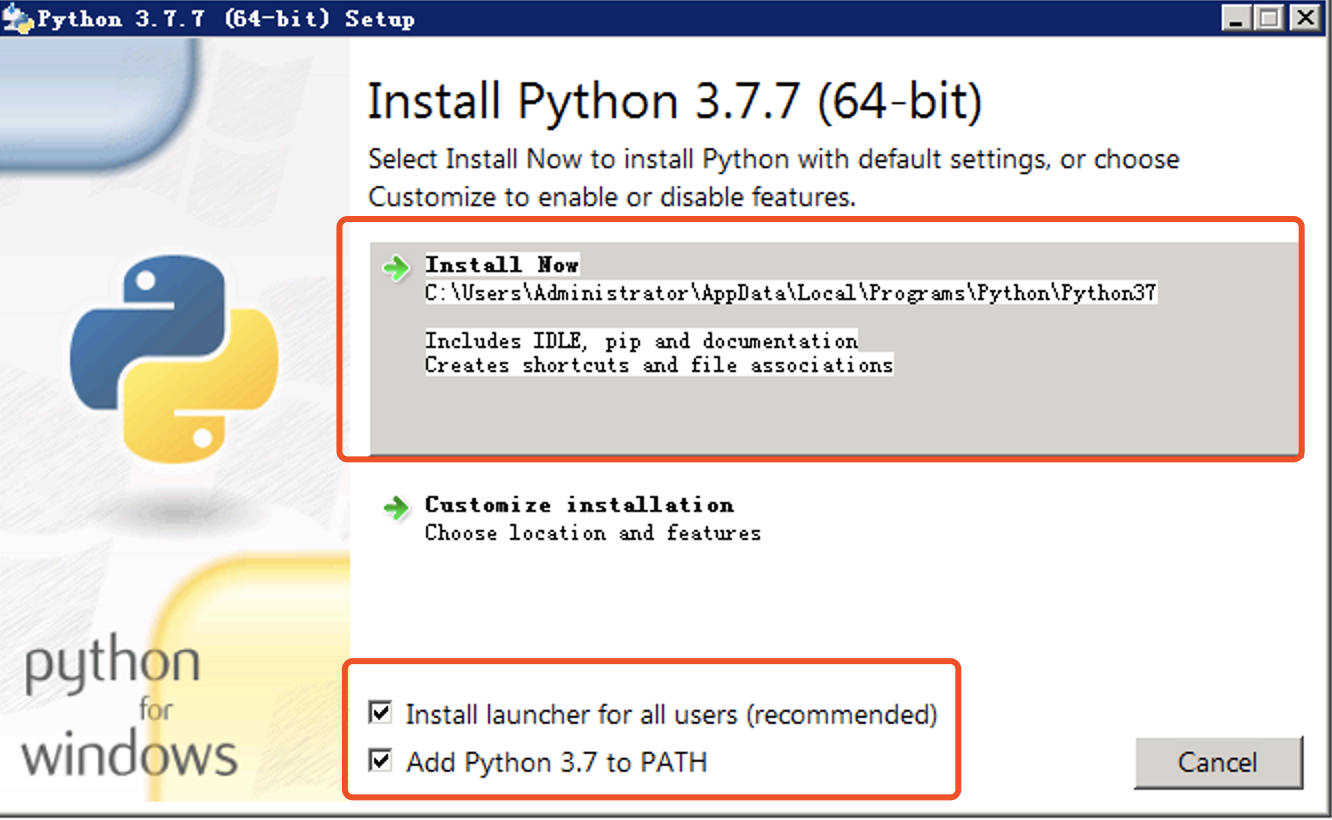 Python 3.7.7 (64-bit) Setup
Install Python 3.7.7 (64-bit)
Select Install Now to install Python with default settings, or choose
Customize to enable or disable features.
Install Now
C:\Users\Administrator\AppData\Local\Programs\Python\Python37
Includes IDLE, pip and documentation
Creates shortcuts and file associations
Customize installation
Choose location and features
python
for
windows
Install launcher for all users (recommended)
Add Python 3.7 to PATH
Cancel